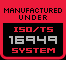 MANUFACTURED
UNDER
ISO/TS
16949
SYSTEM